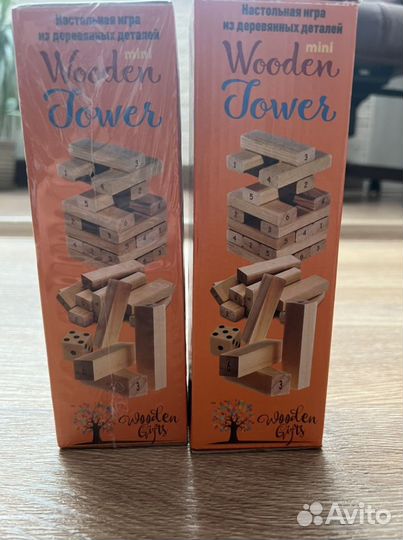 Настольная игра
из деревянных деталей
mini
Wooden
Tower
Wooden
Gifts
Настольная игра
из деревянных деталей
mini
Wooden
Tower
Wooden
Gifts
Avito